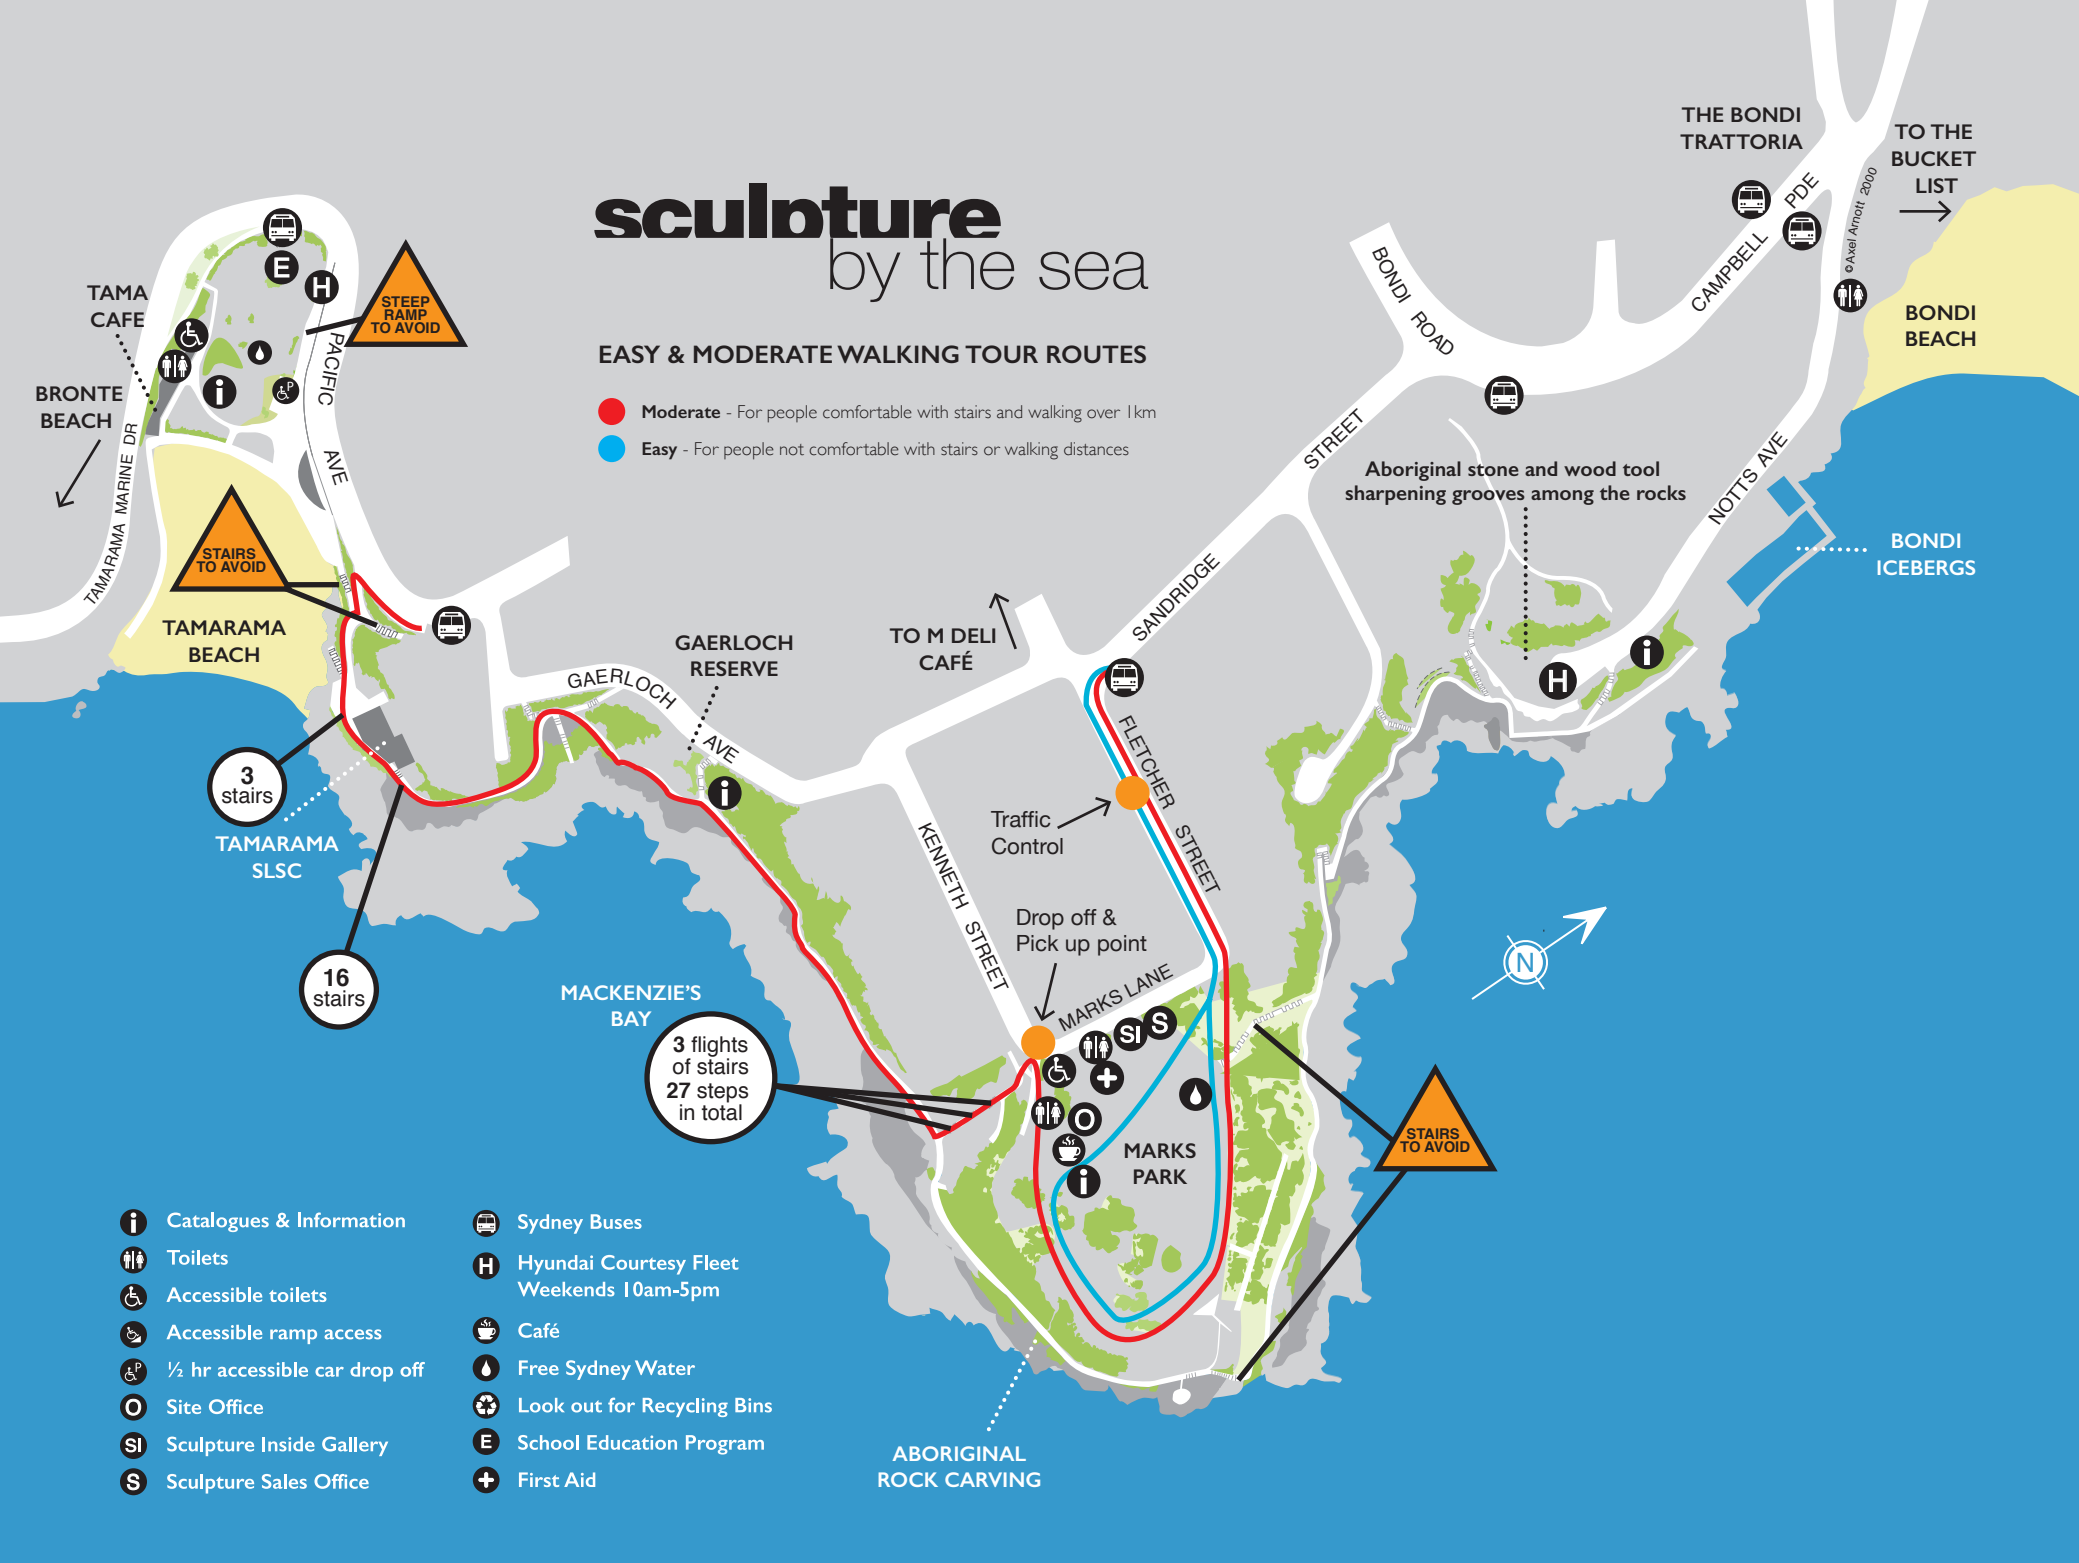 sculpture
by the sea
EASY & MODERATE WALKING TOUR ROUTES
Moderate - For people comfortable with stairs and walking over 1km
Easy - For people not comfortable with stairs or walking distances
THE BONDI
TRATTORIA
TO THE
BUCKET
LIST
CAMPBELL PDE
© Axel Arnott 2000
BONDI
BEACH
BONDI ROAD
Aboriginal stone and wood tool
sharpening grooves among the rocks
NOTTS AVE
BONDI
ICEBERGS
H
i
E
H
STEEP
RAMP
TO AVOID
TAMA
CAFE
P
i
PACIFIC AVE
BRONTE
BEACH
TAMARAMA MARINE DR
STAIRS
TO AVOID
TAMARAMA
BEACH
GAERLOCH AVE
GAERLOCH
RESERVE
i
TO M DELI
CAFÉ
SANDRIDGE STREET
FLETCHER STREET
Traffic
Control
KENNETH STREET
Drop off &
Pick up point
MARKS LANE
3
stairs
TAMARAMA
SLSC
16
stairs
MACKENZIE'S
BAY
3 flights
of stairs
27 steps
in total
SI
S
O
i
MARKS
PARK
N
STAIRS
TO AVOID
ABORIGINAL
ROCK CARVING
i Catalogues & Information
Toilets
Accessible toilets
Accessible ramp access
P ½ hr accessible car drop off
O Site Office
SI Sculpture Inside Gallery
S Sculpture Sales Office
Sydney Buses
H Hyundai Courtesy Fleet
Weekends 10am-5pm
Café
Free Sydney Water
Look out for Recycling Bins
E School Education Program
First Aid